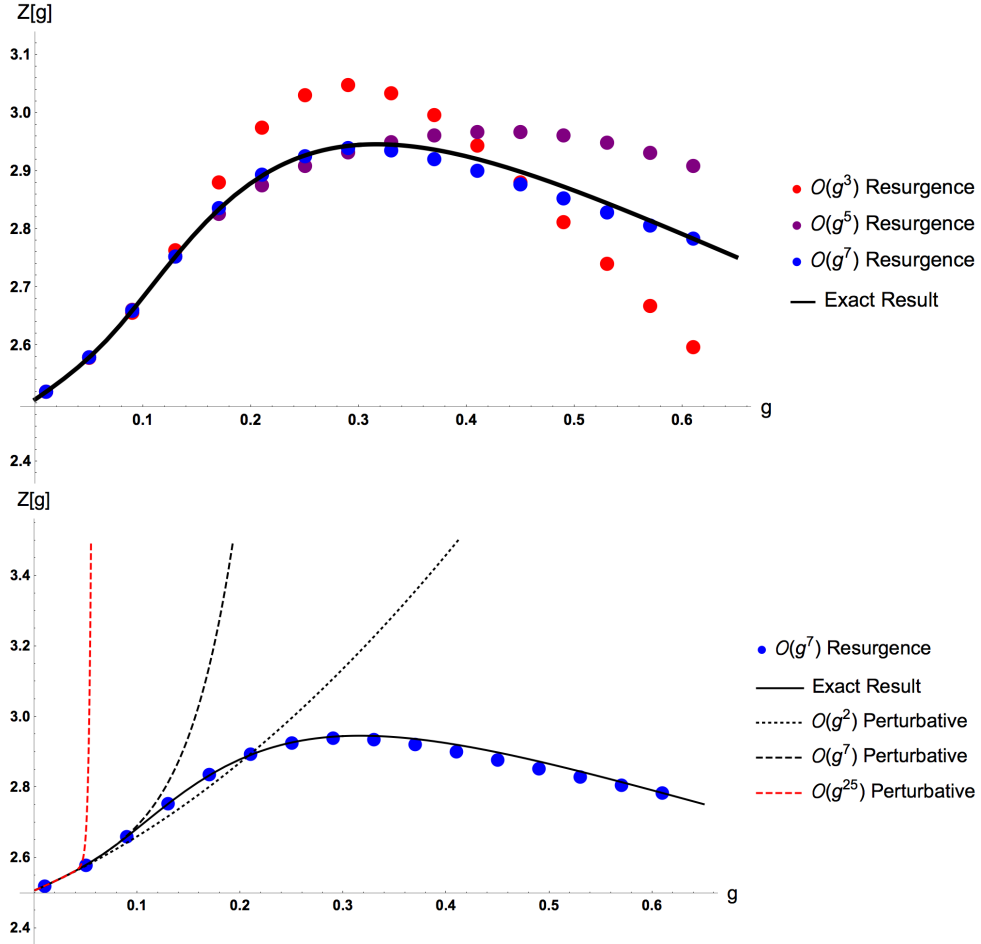 Z[g]
3.1
3.0
2.9
2.8
2.7
2.6
2.4
0.1 0.2 0.3 0.4 0.5 0.6
g
O(g³) Resurgence
O(g⁵) Resurgence
O(g⁷) Resurgence
Exact Result
Z[g]
3.4
3.2
3.0
2.8
2.6
2.4
0.1 0.2 0.3 0.4 0.5 0.6
g
O(g⁷) Resurgence
Exact Result
O(g²) Perturbative
O(g⁷) Perturbative
O(g²⁵) Perturbative